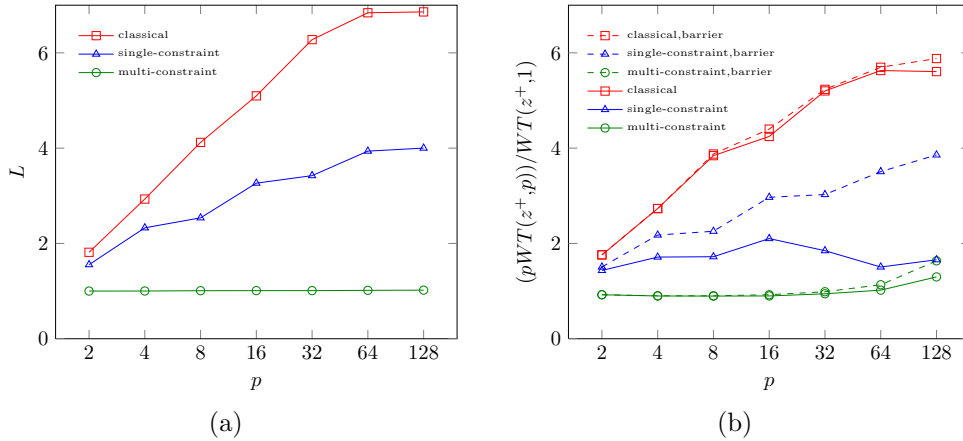 classical
single-constraint
multi-constraint
L
6
4
2
0
2 4 8 16 32 64 128
p
(a)
classical,barrier
single-constraint,barrier
multi-constraint,barrier
classical
single-constraint
multi-constraint
(pWT(z⁺,p))/WT(z⁺,1)
6
4
2
0
2 4 8 16 32 64 128
p
(b)